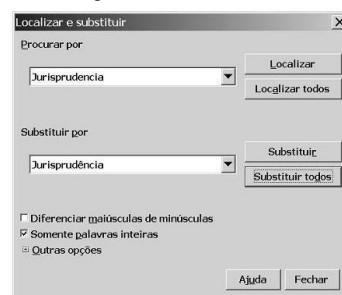 Localizar e substituir
Procurar por
Jurisprudencia
Localizar
Localizar todos
Substituir por
Jurisprudência
Substituir
Substituir todos
Diferenciar maiúsculas de minúsculas
Somente palavras inteiras
Outras opções
Ajuda
Fechar